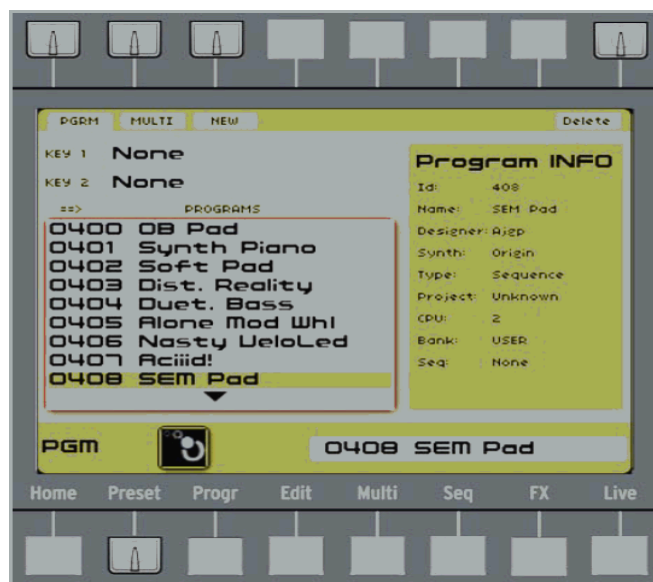 PGRM MULTI NEW Delete
KEY 1 None
KEY 2 None
==> PROGRAMS
0400 OB Pad
0401 Synth Piano
0402 Soft Pad
0403 Dist. Reality
0404 Duet. Bass
0405 Alone Mod Whl
0406 Nasty VeloLed
0407 Aciiid!
0408 SEM Pad
Program INFO
Id: 408
Name: SEM Pad
Designer: Ajgp
Synth: Origin
Type: Sequence
Project: Unknown
CPU: 2
Bank: USER
Seq: None
PGM 0408 SEM Pad
Home Preset Progr Edit Multi Seq FX Live